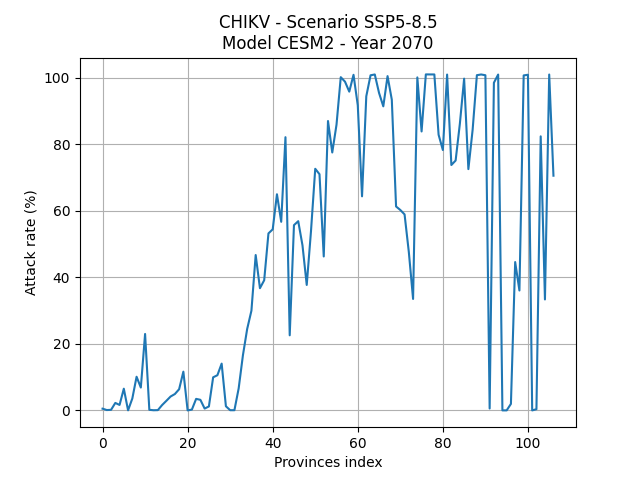 CHIKV - Scenario SSP5-8.5
Model CESM2 - Year 2070
Attack rate (%)
100
80
60
40
20
0
0 20 40 60 80 100
Provinces index